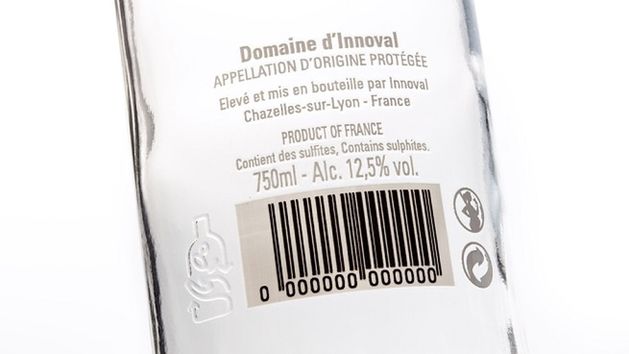 Domaine d'Innoval
APPELLATION D'ORIGINE PROTÉGÉE
Elevé et mis en bouteille par Innoval
Chazelles-sur-Lyon - France
PRODUCT OF FRANCE
Contient des sulfites, Contains sulphites.
750ml - Alc. 12,5% vol.
0 000000 000000